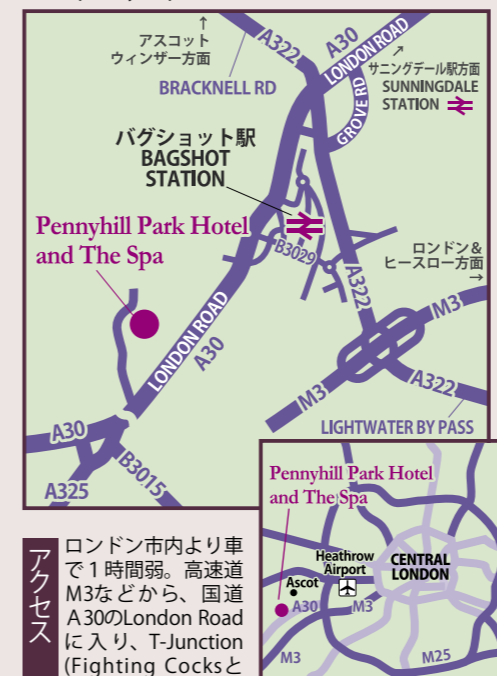 ↑
アスコット
ウィンザー方面
A322
A30
LONDON ROAD
↗
サニングデール駅方面
SUNNINGDALE
STATION
BRACKNELL RD
GROVE RD
バグショット駅
BAGSHOT
STATION
Pennyhill Park Hotel
and The Spa
B3029
ロンドン&
ヒースロー方面
→
A322
M3
LONDON ROAD
A30
M3
A322
LIGHTWATER BY PASS
A30
B3015
A325
Pennyhill Park Hotel
and The Spa
Heathrow
Airport
CENTRAL
LONDON
Ascot
A30
M3
M3
M25
アクセス
ロンドン市内より車
で1時間弱。高速道
M3などから、国道
A30のLondon Road
に入り、T-Junction
(Fighting Cocksと